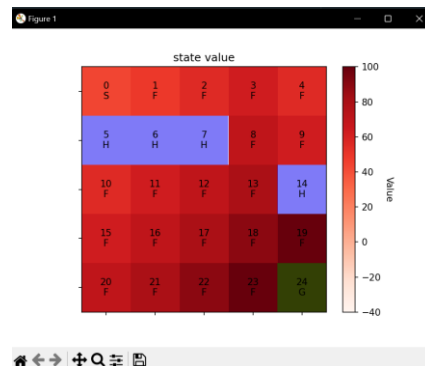 Figure 1
state value
0 1 2 3 4
S F F F F
5 6 7 8 9
H H H F F
10 11 12 13 14
F F F F H
15 16 17 18 19
F F F F F
20 21 22 23 24
F F F F G
100
80
60
40
20
0
−20
−40
Value